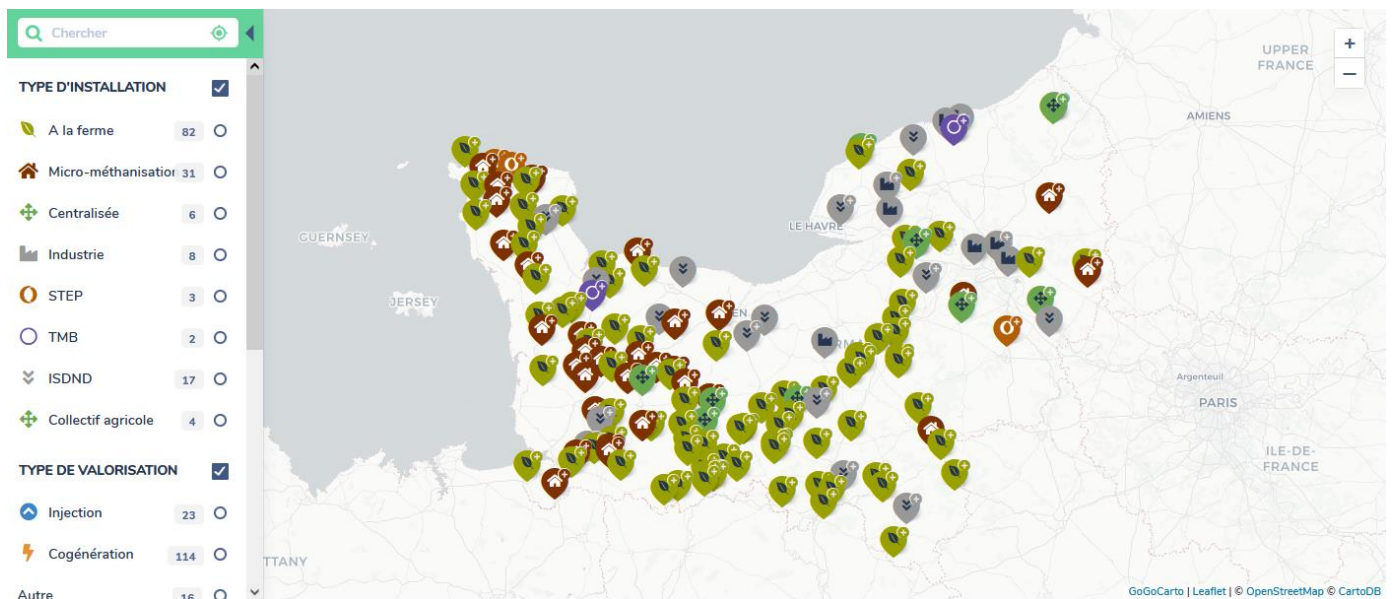 Chercher
TYPE D'INSTALLATION
A la ferme 82
Micro-méthanisation 31
Centralisée 6
Industrie 8
STEP 3
TMB 2
ISDND 17
Collectif agricole 4
TYPE DE VALORISATION
Injection 23
Cogénération 114
Autre 16
UPPER
FRANCE
+
−
AMIENS
GUERNSEY
LE HAVRE
JERSEY
Argenteuil
PARIS
ILE-DE-
FRANCE
TTANY
GoGoCarto | Leaflet | © OpenStreetMap © CartoDB